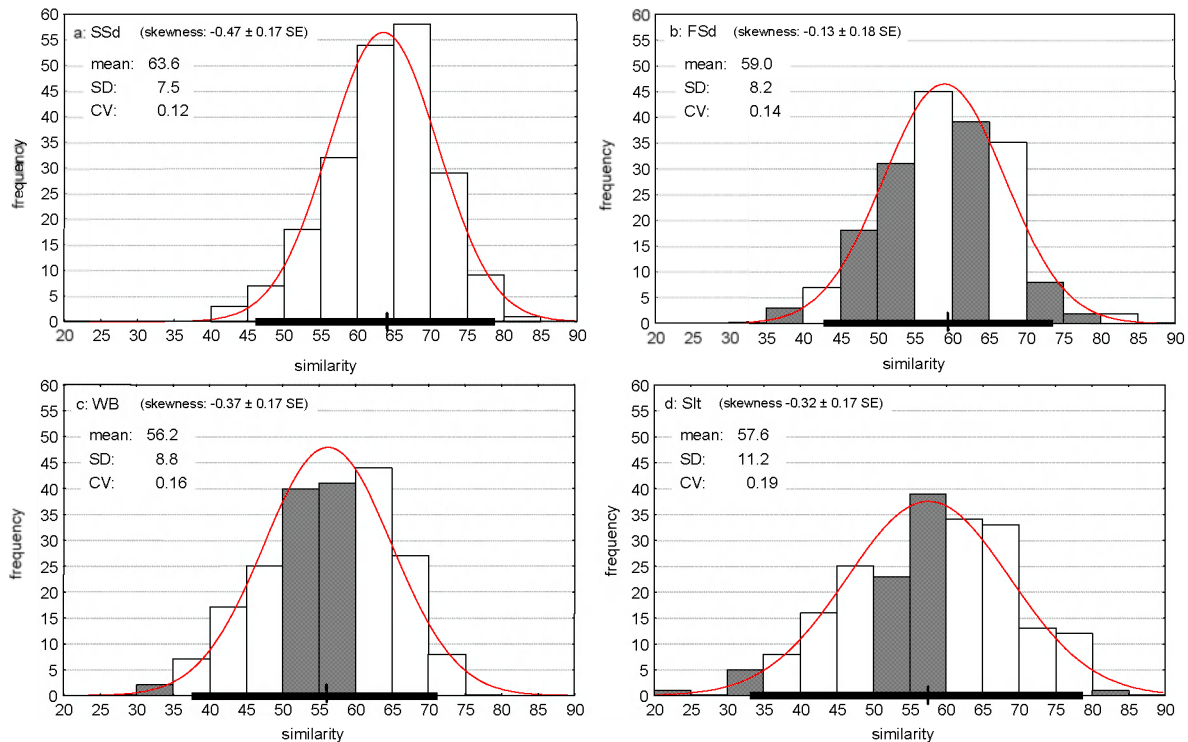 a: SSd (skewness: -0.47 ± 0.17 SE)
mean: 63.6
SD: 7.5
CV: 0.12
frequency
60
55
50
45
40
35
30
25
20
15
10
5
0
20 35 40 45 50 55 60 65 70 75 80 85 90
similarity
b: FSd (skewness: -0.13 ± 0.18 SE)
mean: 59.0
SD: 8.2
CV: 0.14
frequency
60
55
50
45
40
35
30
25
20
15
10
5
0
20 30 35 40 45 50 55 60 65 70 75 80 85 90
similarity
c: WB (skewness: -0.37 ± 0.17 SE)
mean: 56.2
SD: 8.8
CV: 0.16
frequency
60
55
50
45
40
35
30
25
20
15
10
5
0
20 25 30 35 40 45 50 55 60 65 70 75 80 85 90
similarity
d: Slt (skewness -0.32 ± 0.17 SE)
mean: 57.6
SD: 11.2
CV: 0.19
frequency
60
55
50
45
40
35
30
25
20
15
10
5
0
20 25 30 35 40 45 50 55 60 65 70 75 80 85 90
similarity